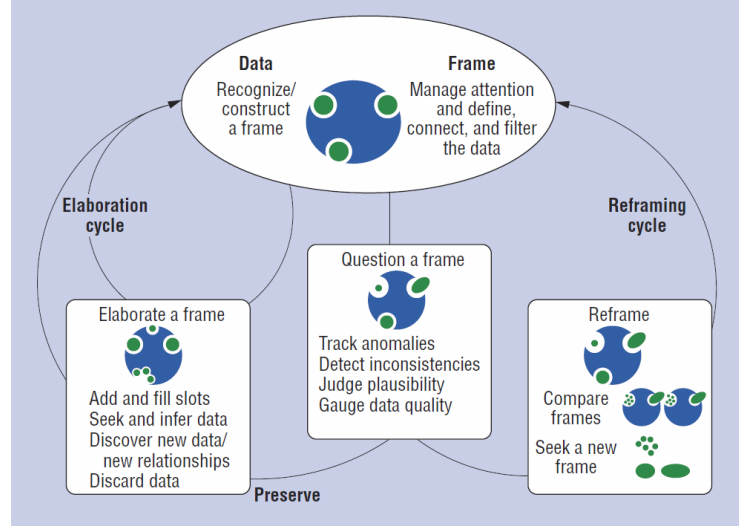 Data
Recognize/
construct
a frame
Frame
Manage attention
and define,
connect, and filter
the data
Elaboration
cycle
Reframing
cycle
Elaborate a frame
Add and fill slots
Seek and infer data
Discover new data/
new relationships
Discard data
Question a frame
Track anomalies
Detect inconsistencies
Judge plausibility
Gauge data quality
Reframe
Compare
frames
Seek a new
frame
Preserve